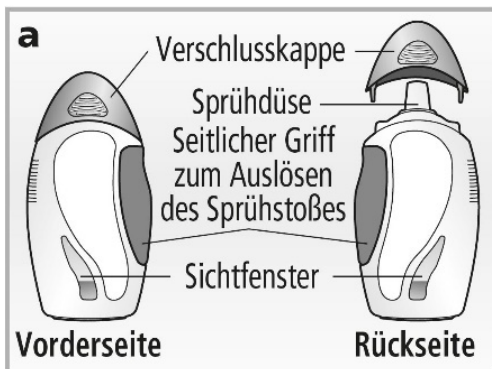 a
Verschlusskappe
Sprühdüse
Seitlicher Griff
zum Auslösen
des Sprühstoßes
Sichtfenster
Vorderseite
Rückseite